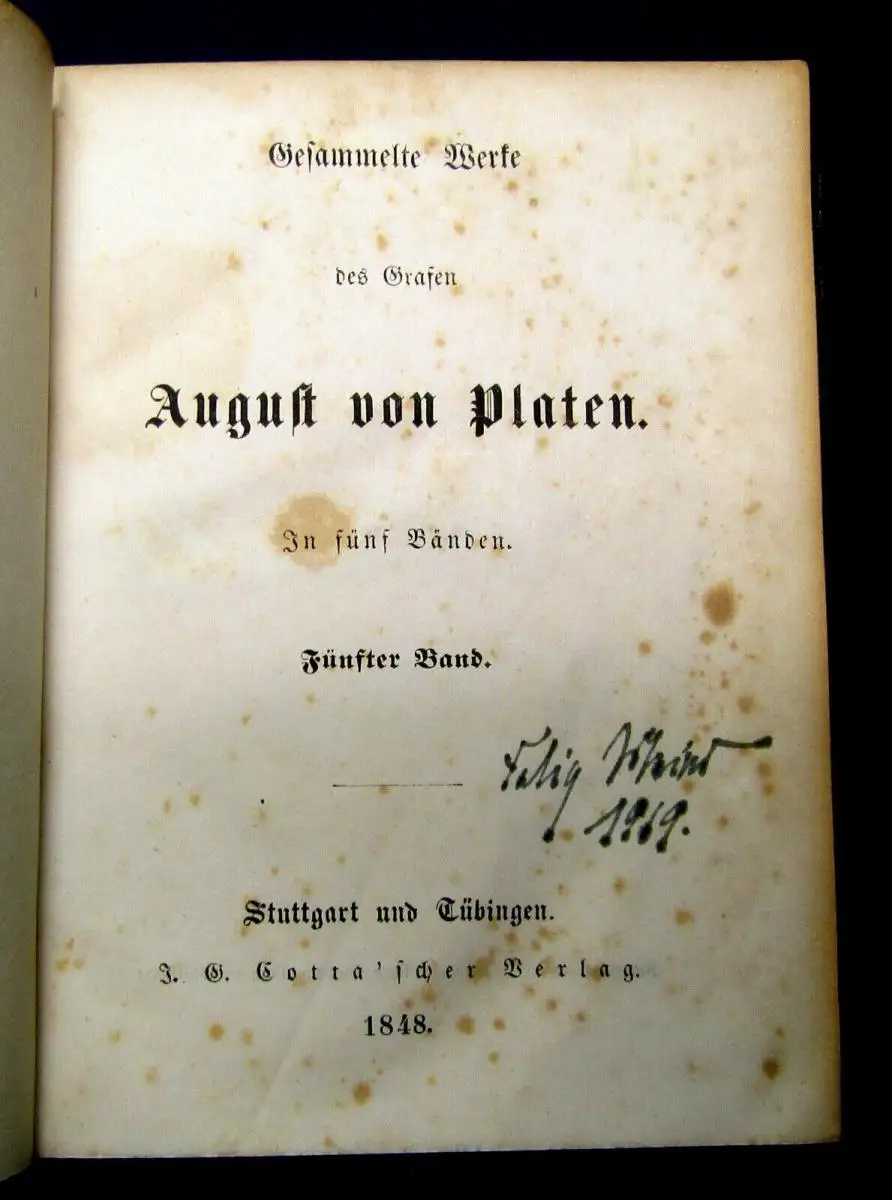 Gesammelte Werke
des Grafen
August von Platen.
In fünf Bänden.
Fünfter Band.
1919.
Stuttgart und Tübingen.
J. G. Cotta'scher Verlag.
1848.